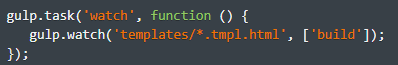 gulp.task('watch', function () {
   gulp.watch('templates/*.tmpl.html', ['build']);
});